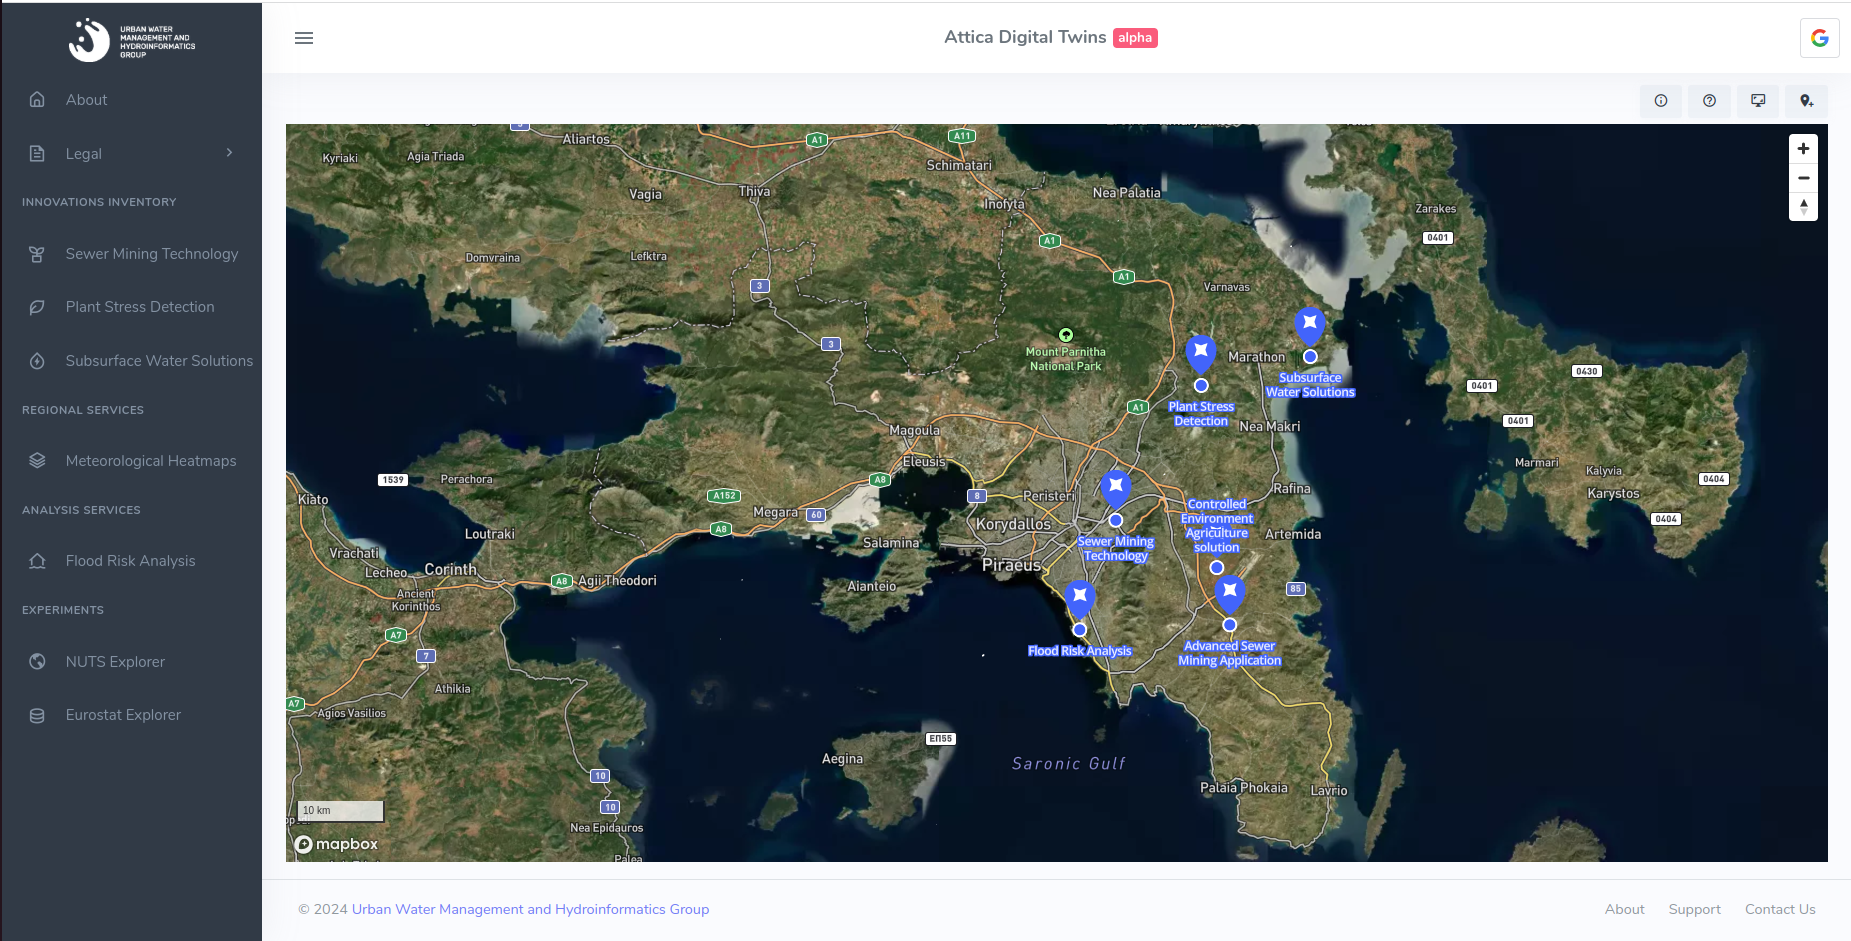 URBAN WATER
MANAGEMENT AND
HYDROINFORMATICS
GROUP
About
Legal
INNOVATIONS INVENTORY
Sewer Mining Technology
Plant Stress Detection
Subsurface Water Solutions
REGIONAL SERVICES
Meteorological Heatmaps
ANALYSIS SERVICES
Flood Risk Analysis
EXPERIMENTS
NUTS Explorer
Eurostat Explorer
Attica Digital Twins alpha
Aliartos
A1
A11
Kyriaki
Agia Triada
Schimatari
Vagia
Thiva
Nea Palatia
Inofyta
Zarakes
0401
A1
Domvraina
Lefktra
A1
3
Varnavas
3
Mount Parnitha
National Park
Marathon
Subsurface
Water Solutions
0430
0401
A1
Plant Stress
Detection
0401
Nea Makri
Magoula
Eleusis
Marmari
Kalyvia
1539
Perachora
A8
0404
Kiato
A152
8
Peristeri
Rafina
Karystos
Megara
60
Korydallos
Controlled
Environment
Agriculture
solution
0404
A8
Loutraki
Salamina
Sewer Mining
Technology
Artemida
Vrachati
Lecheo
Corinth
Piraeus
A8
Agii Theodori
Aianteio
85
Ancient
Korinthos
A7
7
Flood Risk Analysis
Advanced Sewer
Mining Application
Athikia
A7
Agios Vasilios
ΕΠ55
Aegina
Saronic Gulf
10
Palaia Phokaia
Lavrio
10 km
10
Nea Epidauros
mapbox
Palea
© 2024 Urban Water Management and Hydroinformatics Group
About
Support
Contact Us